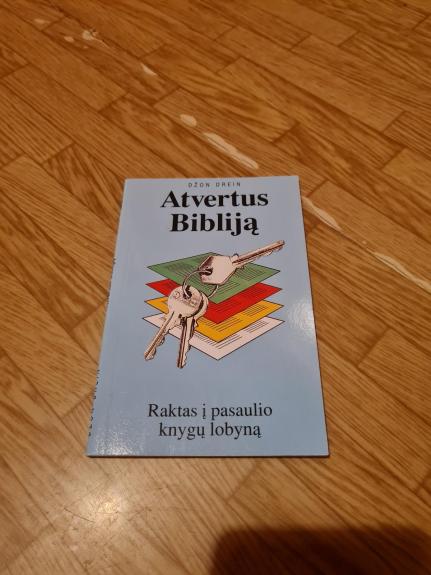 DŽON DREIN
Atvertus
Bibliją
Raktas į pasaulio
knygų lobyną